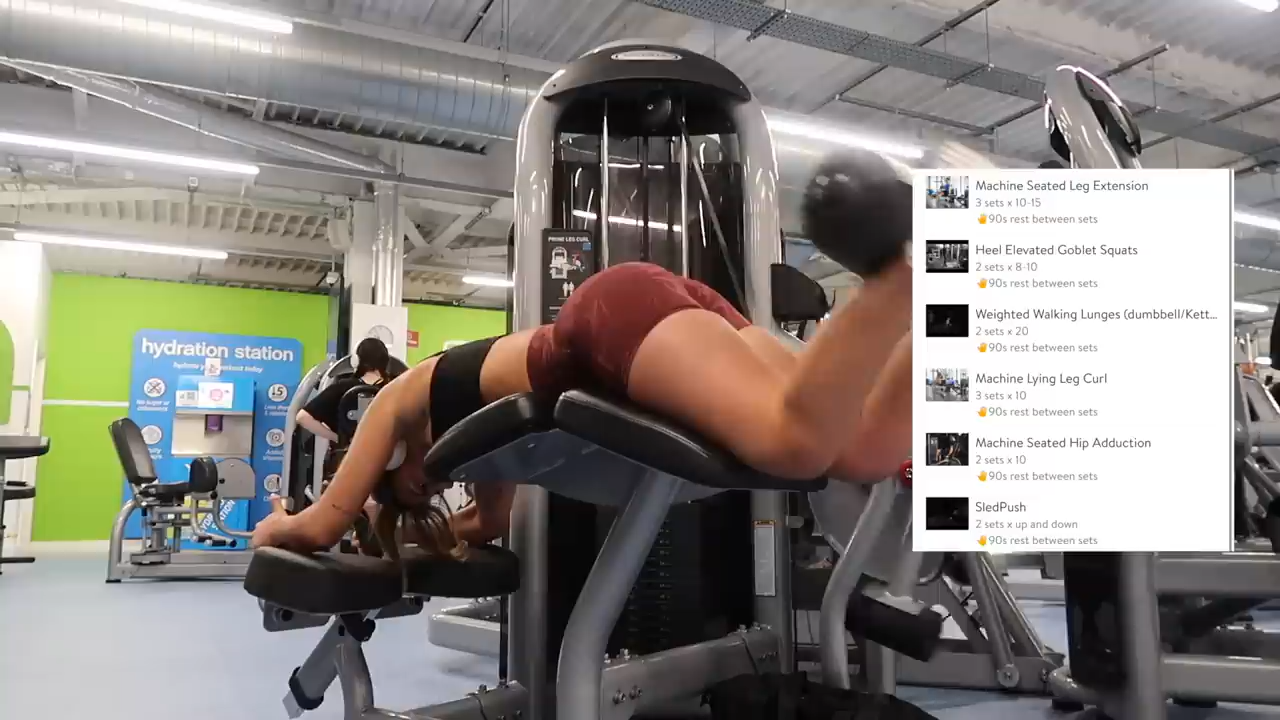 hydration station
PRONE LEG CURL
Machine Seated Leg Extension
3 sets x 10-15
🤚90s rest between sets
Heel Elevated Goblet Squats
2 sets x 8-10
🤚90s rest between sets
Weighted Walking Lunges (dumbbell/Kett...
2 sets x 20
🤚90s rest between sets
Machine Lying Leg Curl
3 sets x 10
🤚90s rest between sets
Machine Seated Hip Adduction
2 sets x 10
🤚90s rest between sets
SledPush
2 sets x up and down
🤚90s rest between sets